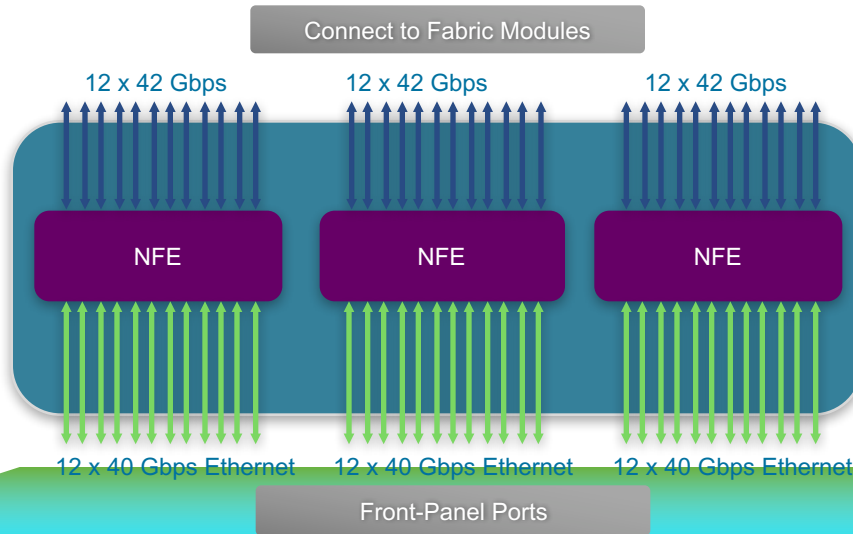 Connect to Fabric Modules
12 x 42 Gbps
12 x 42 Gbps
12 x 42 Gbps
NFE
NFE
NFE
12 x 40 Gbps Ethernet
12 x 40 Gbps Ethernet
12 x 40 Gbps Ethernet
Front-Panel Ports